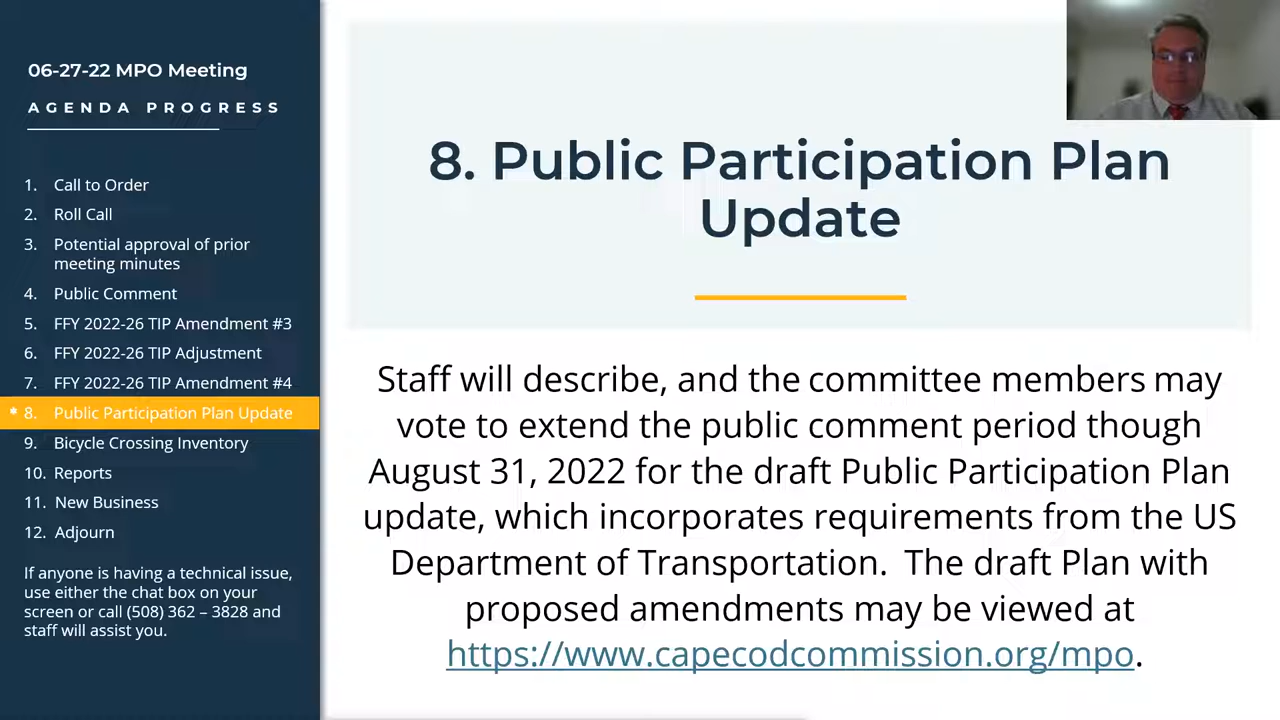 06-27-22 MPO Meeting
AGENDA PROGRESS
1. Call to Order
2. Roll Call
3. Potential approval of prior
meeting minutes
4. Public Comment
5. FFY 2022-26 TIP Amendment #3
6. FFY 2022-26 TIP Adjustment
7. FFY 2022-26 TIP Amendment #4
* 8. Public Participation Plan Update
9. Bicycle Crossing Inventory
10. Reports
11. New Business
12. Adjourn
If anyone is having a technical issue,
use either the chat box on your
screen or call (508) 362 – 3828 and
staff will assist you.
8. Public Participation Plan
Update
Staff will describe, and the committee members may
vote to extend the public comment period though
August 31, 2022 for the draft Public Participation Plan
update, which incorporates requirements from the US
Department of Transportation.  The draft Plan with
proposed amendments may be viewed at
https://www.capecodcommission.org/mpo.